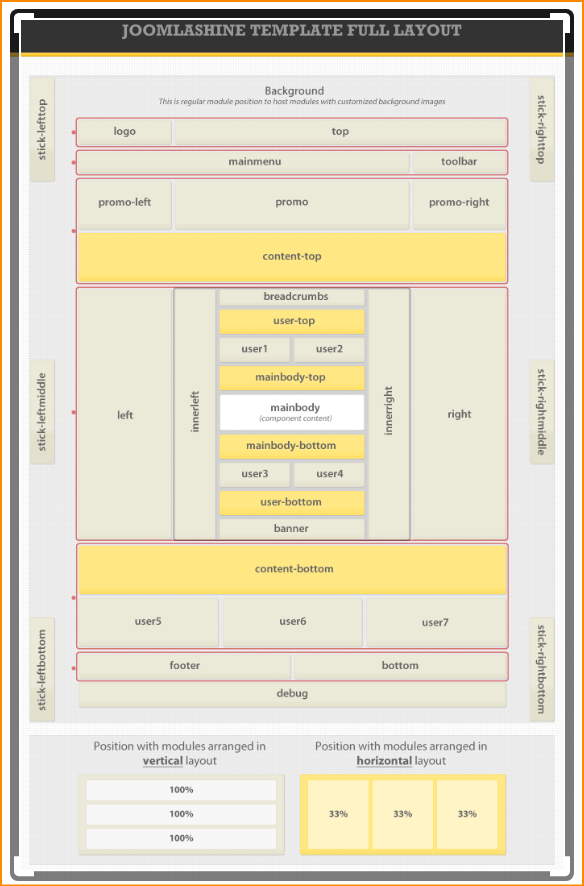 JOOMLASHINE TEMPLATE FULL LAYOUT
Background
This is regular module position to host modules with customized background images
stick-lefttop
stick-righttop
logo
top
mainmenu
toolbar
promo-left
promo
promo-right
content-top
stick-leftmiddle
left
innerleft
breadcrumbs
user-top
user1
user2
mainbody-top
mainbody
(component content)
mainbody-bottom
user3
user4
user-bottom
banner
innerright
right
stick-rightmiddle
content-bottom
user5
user6
user7
stick-leftbottom
footer
bottom
stick-rightbottom
debug
Position with modules arranged in
vertical layout
100%
100%
100%
Position with modules arranged in
horizontal layout
33%
33%
33%